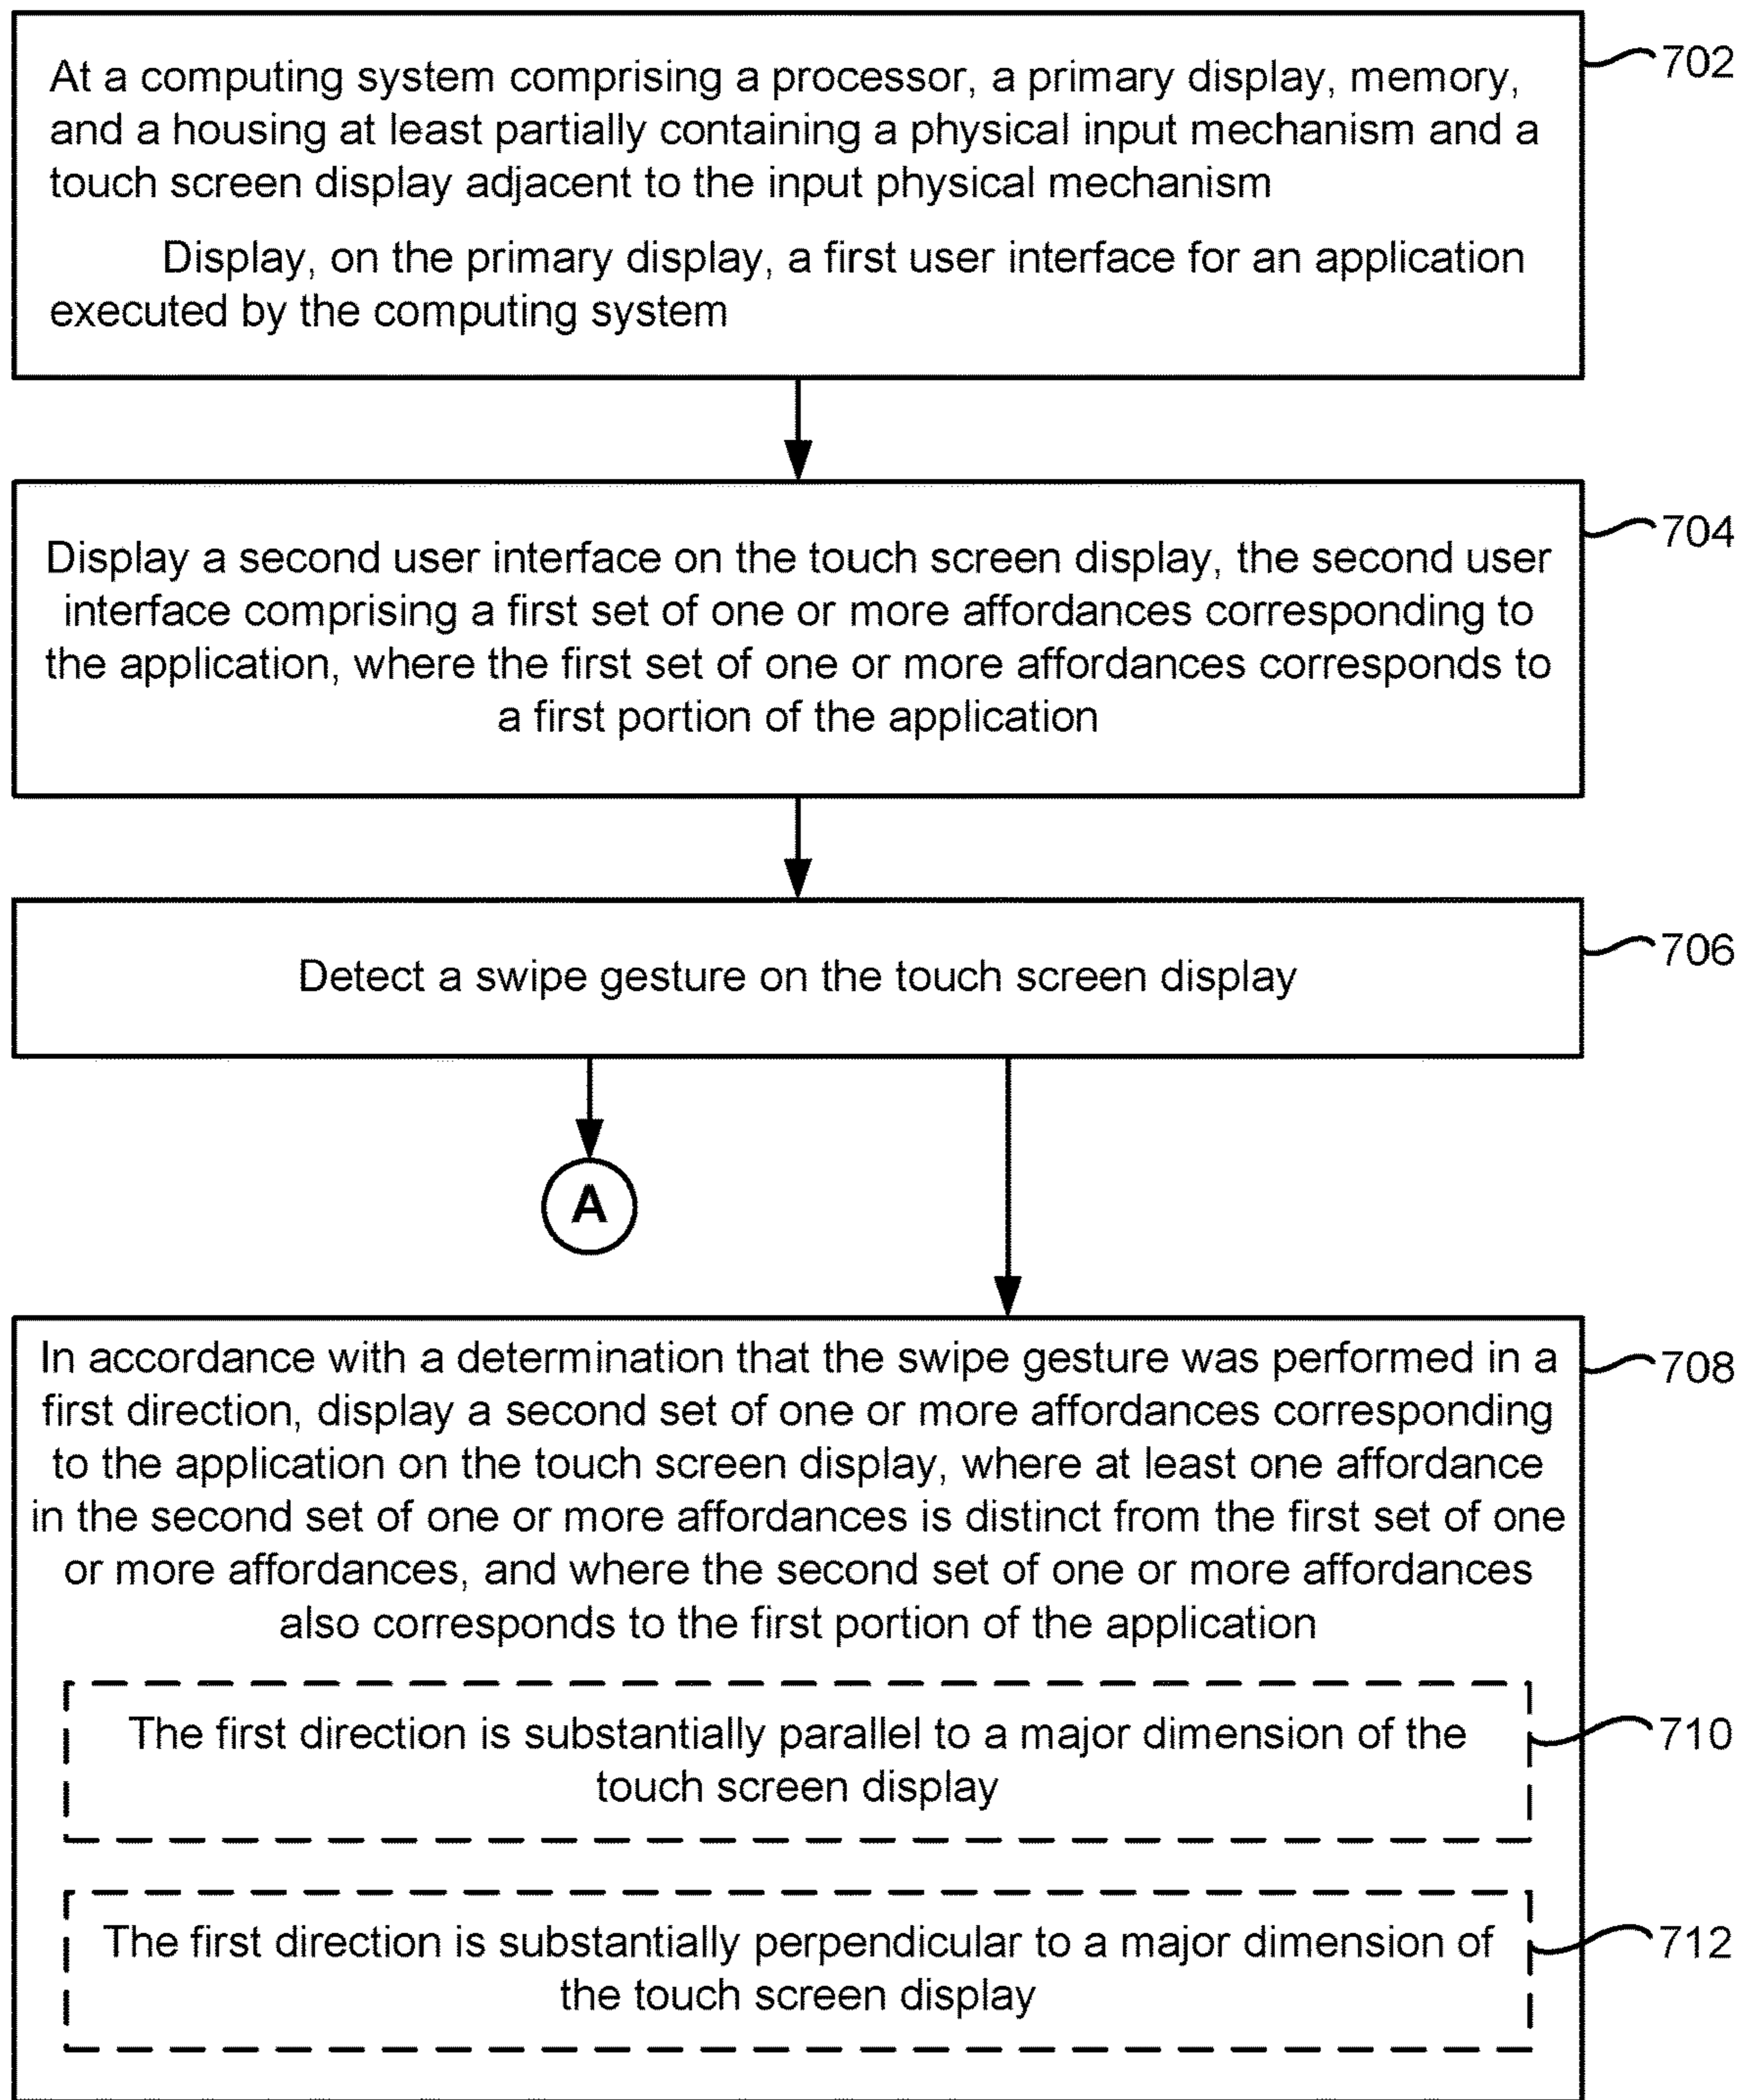 At a computing system comprising a processor, a primary display, memory,
and a housing at least partially containing a physical input mechanism and a
touch screen display adjacent to the input physical mechanism
Display, on the primary display, a first user interface for an application
executed by the computing system
702
Display a second user interface on the touch screen display, the second user
interface comprising a first set of one or more affordances corresponding to
the application, where the first set of one or more affordances corresponds to
a first portion of the application
704
Detect a swipe gesture on the touch screen display
706
A
In accordance with a determination that the swipe gesture was performed in a
first direction, display a second set of one or more affordances corresponding
to the application on the touch screen display, where at least one affordance
in the second set of one or more affordances is distinct from the first set of one
or more affordances, and where the second set of one or more affordances
also corresponds to the first portion of the application
708
The first direction is substantially parallel to a major dimension of the
touch screen display
710
The first direction is substantially perpendicular to a major dimension of
the touch screen display
712